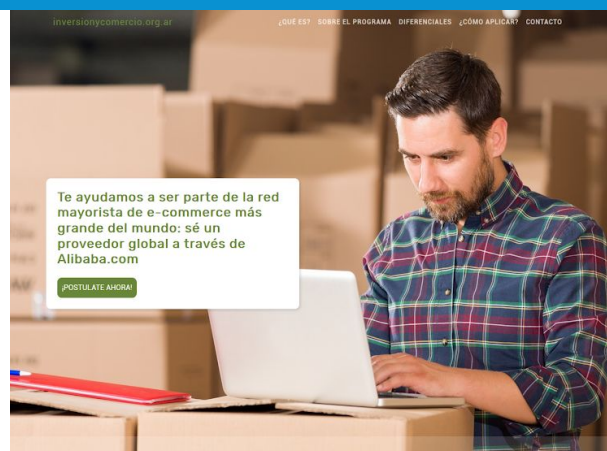 inversionycomercio.org.ar
¿QUÉ ES? SOBRE EL PROGRAMA DIFERENCIALES ¿CÓMO APLICAR? CONTACTO
Te ayudamos a ser parte de la red
mayorista de e-commerce más
grande del mundo: sé un
proveedor global a través de
Alibaba.com
¡POSTULATE AHORA!